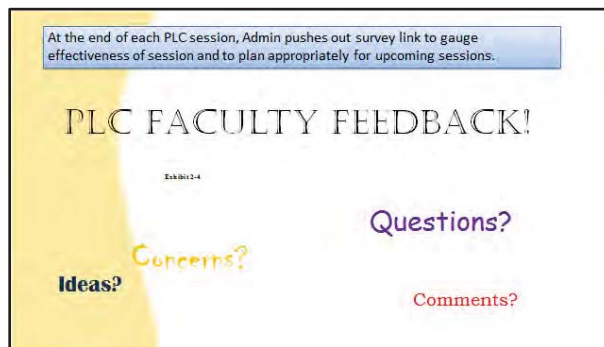 At the end of each PLC session, Admin pushes out survey link to gauge
effectiveness of session and to plan appropriately for upcoming sessions.
PLC FACULTY FEEDBACK!
Exhibit 2-4
Questions?
Concerns?
Ideas?
Comments?